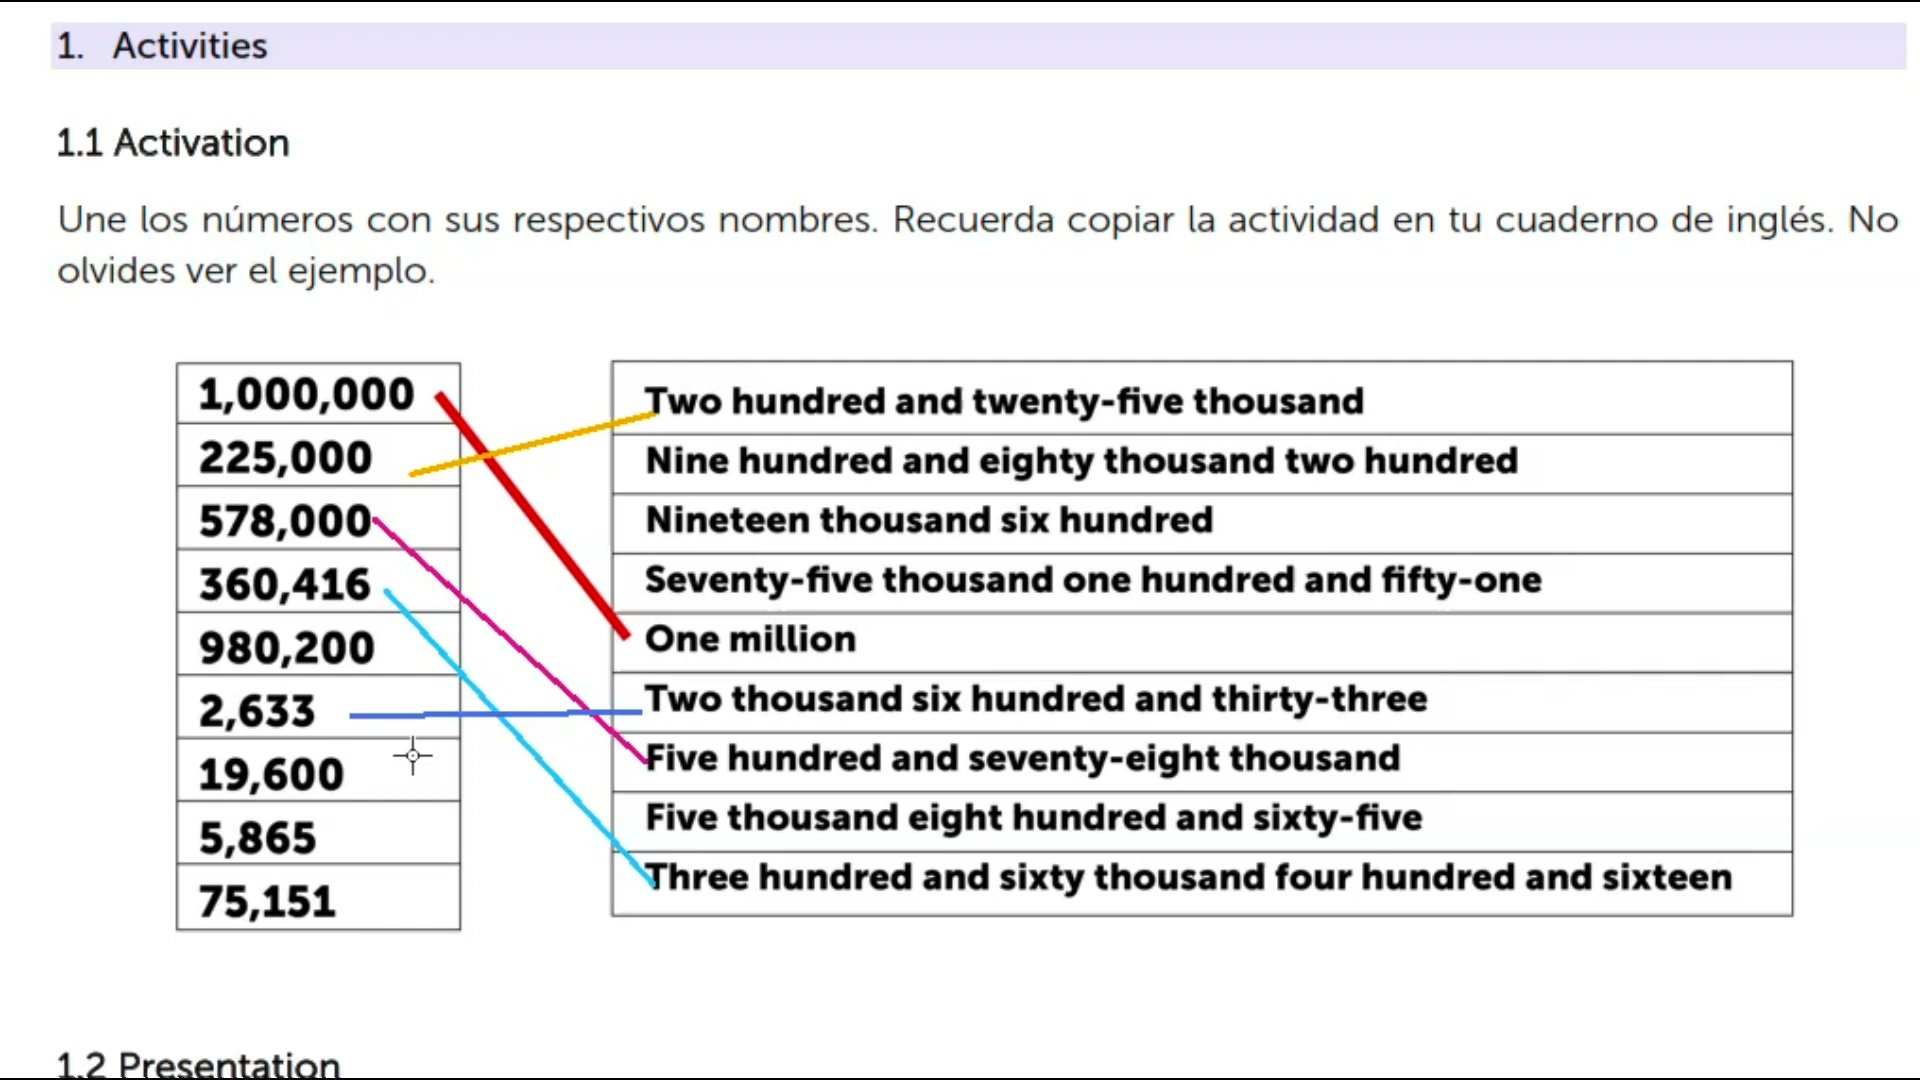 1. Activities
1.1 Activation
Une los números con sus respectivos nombres. Recuerda copiar la actividad en tu cuaderno de inglés. No
olvides ver el ejemplo.
1,000,000
225,000
578,000
360,416
980,200
2,633
19,600
5,865
75,151
Two hundred and twenty-five thousand
Nine hundred and eighty thousand two hundred
Nineteen thousand six hundred
Seventy-five thousand one hundred and fifty-one
One million
Two thousand six hundred and thirty-three
Five hundred and seventy-eight thousand
Five thousand eight hundred and sixty-five
Three hundred and sixty thousand four hundred and sixteen
1.2 Presentation